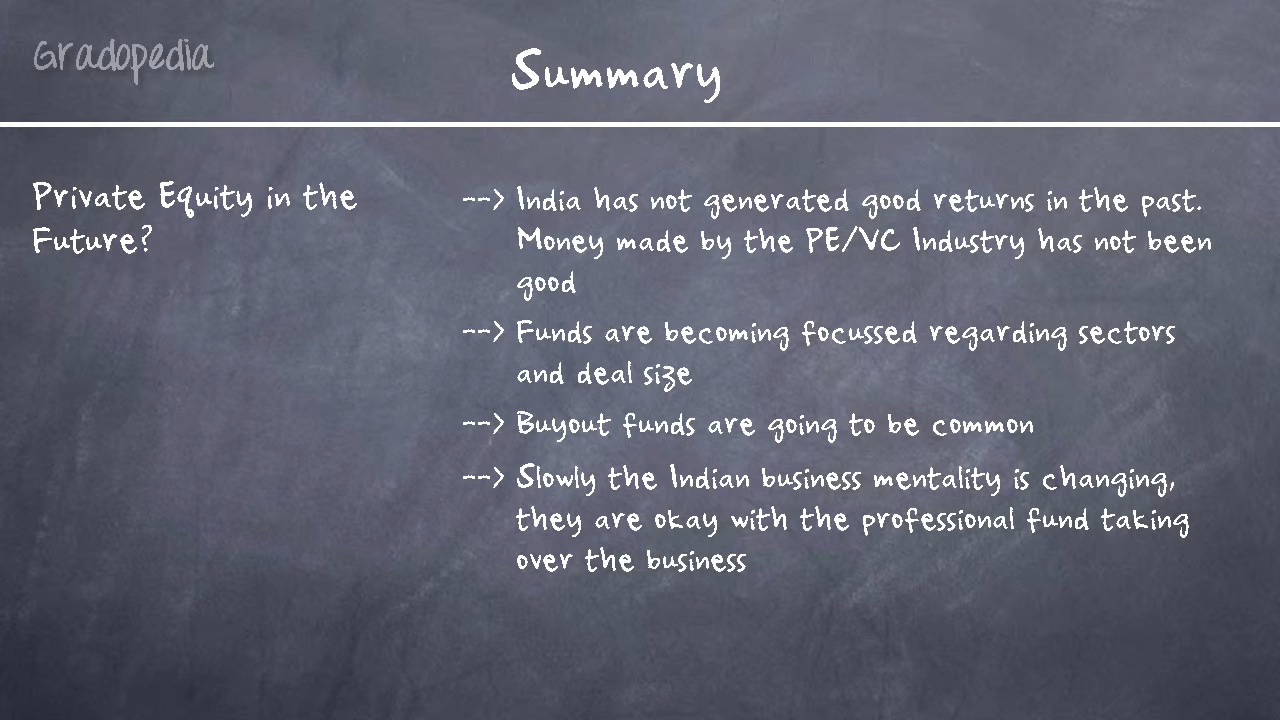 Gradopedia
Summary
Private Equity in the
Future?
--> India has not generated good returns in the past.
Money made by the PE/VC Industry has not been
good
--> Funds are becoming focussed regarding sectors
and deal size
--> Buyout funds are going to be common
--> Slowly the Indian business mentality is changing,
they are okay with the professional fund taking
over the business